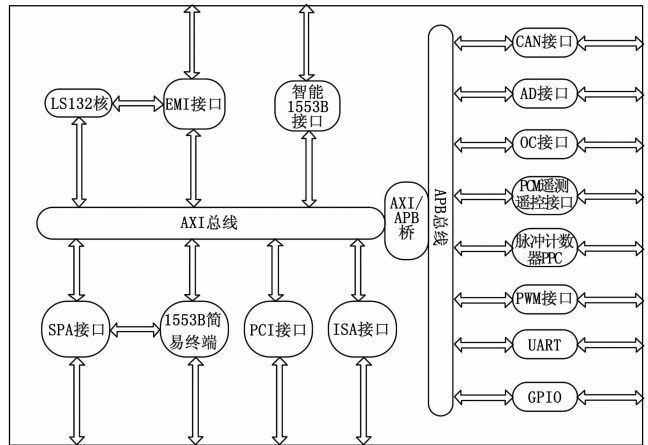 LS132核
EMI接口
智能
1553B
接口
AXI总线
AXI/
APB
桥
APB总线
SPA接口
1553B简
易终端
PCI接口
ISA接口
CAN接口
AD接口
OC接口
PCM遥测
遥控接口
脉冲计数
器PPC
PWM接口
UART
GPIO